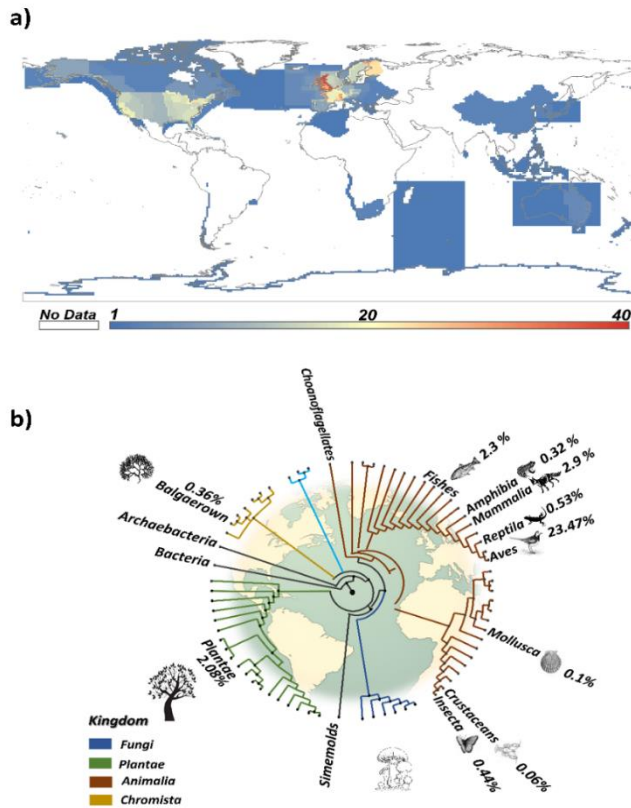 a)
No Data
1
20
40
b)
Choanoflagellates
Fishes
2.3 %
Amphibia
0.32 %
Mammalia
2.9 %
Reptila
0.53%
Aves
23.47%
0.36%
Balgaerown
Archaebacteria
Bacteria
Plantae
2.08%
Mollusca
0.1%
Crustaceans
0.06%
Insecta
0.44%
Simemolds
Kingdom
Fungi
Plantae
Animalia
Chromista